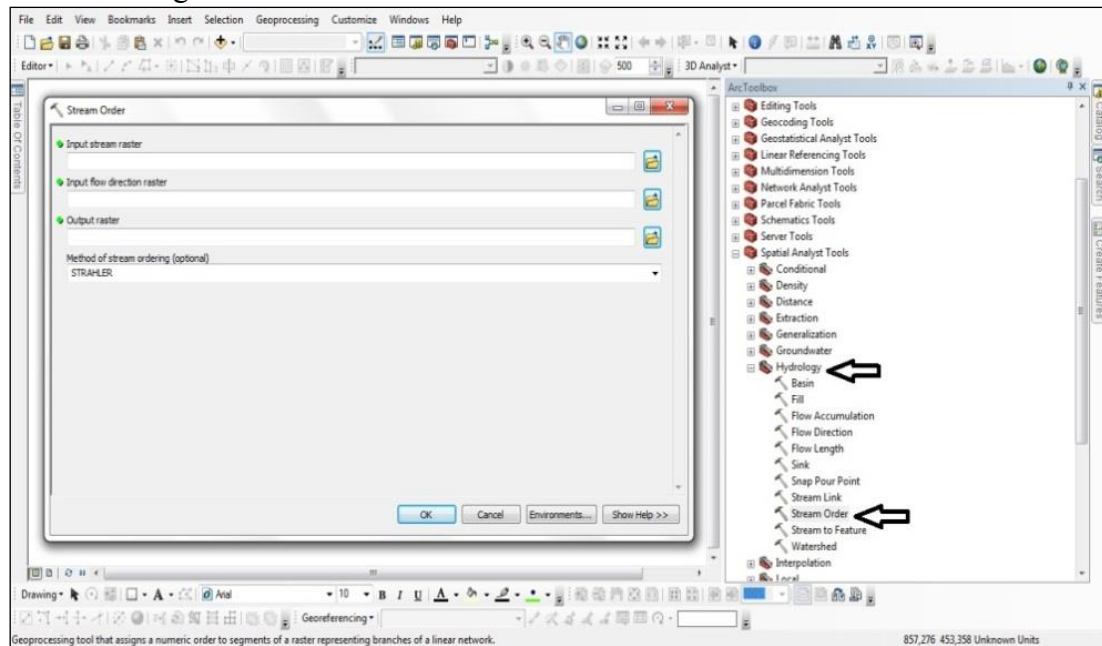 File Edit View Bookmarks Insert Selection Geoprocessing Customize Windows Help
Editor
500
3D Analyst
Table Of Contents
Stream Order
Input stream raster
Input flow direction raster
Output raster
Method of stream ordering (optional)
STRAHLER
OK Cancel Environments... Show Help >>
ArcToolbox
Editing Tools
Geocoding Tools
Geostatistical Analyst Tools
Linear Referencing Tools
Multidimension Tools
Network Analyst Tools
Parcel Fabric Tools
Schematics Tools
Server Tools
Spatial Analyst Tools
Conditional
Density
Distance
Extraction
Generalization
Groundwater
Hydrology
Basin
Fill
Flow Accumulation
Flow Direction
Flow Length
Sink
Snap Pour Point
Stream Link
Stream Order
Stream to Feature
Watershed
Interpolation
Local
Catalog
Search
Create Features
Drawing
A Arial 10 B I U A
Georeferencing
Geoprocessing tool that assigns a numeric order to segments of a raster representing branches of a linear network.
857,276 453,358 Unknown Units